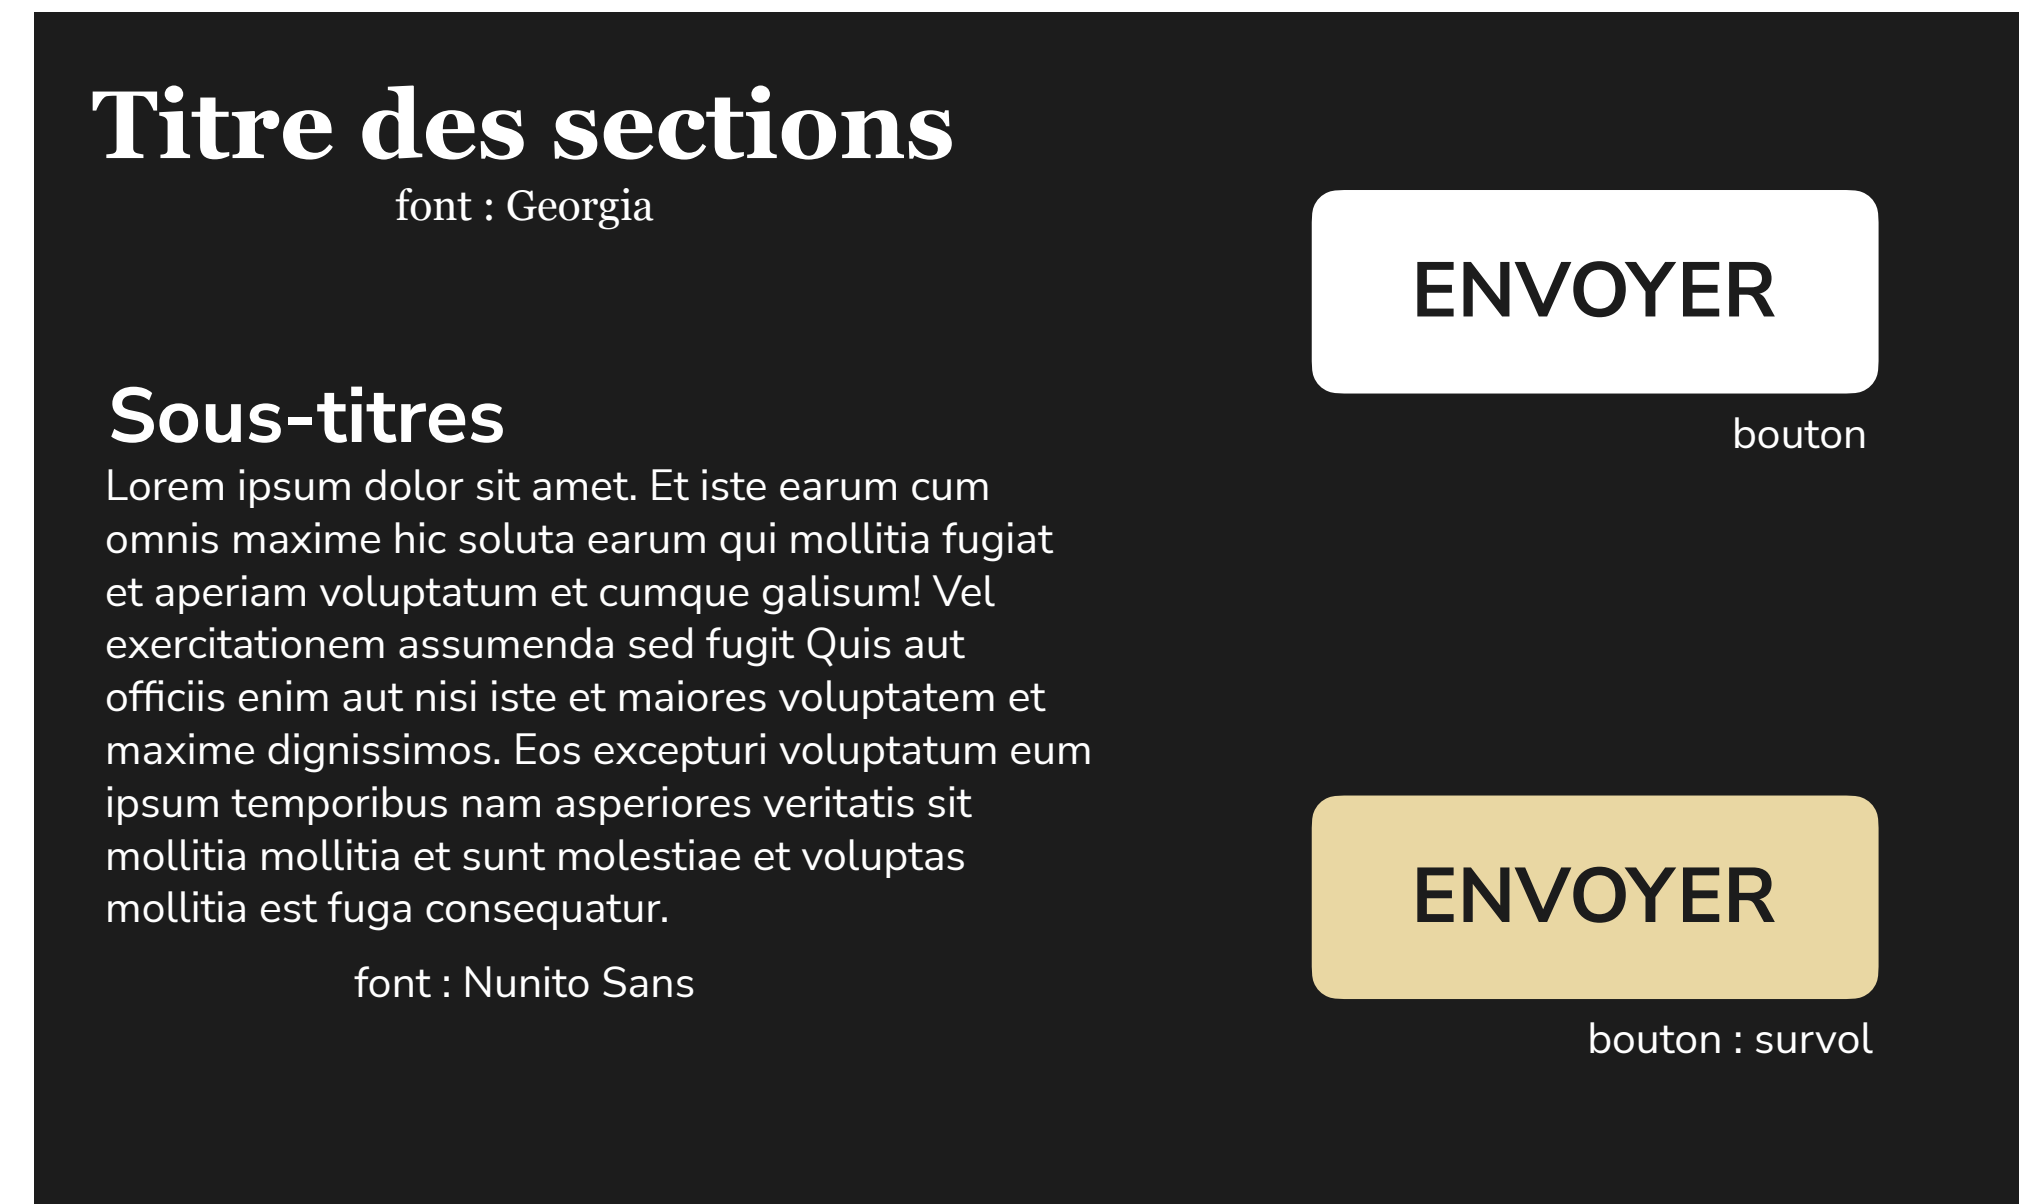 Titre des sections
font : Georgia
ENVOYER
bouton
Sous-titres
Lorem ipsum dolor sit amet. Et iste earum cum
omnis maxime hic soluta earum qui mollitia fugiat
et aperiam voluptatum et cumque galisum! Vel
exercitationem assumenda sed fugit Quis aut
officiis enim aut nisi iste et maiores voluptatem et
maxime dignissimos. Eos excepturi voluptatum eum
ipsum temporibus nam asperiores veritatis sit
mollitia mollitia et sunt molestiae et voluptas
mollitia est fuga consequatur.
font : Nunito Sans
ENVOYER
bouton : survol